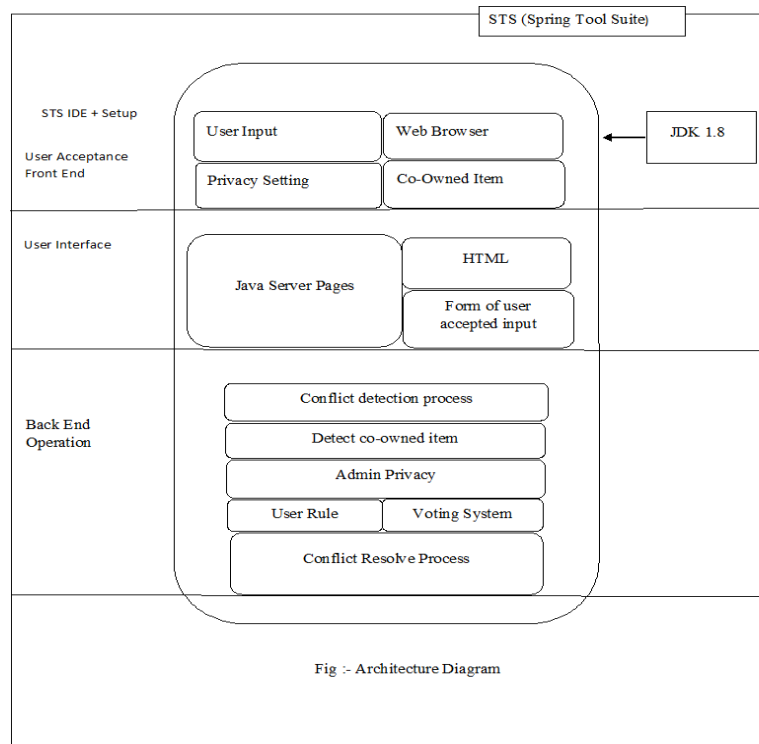 STS (Spring Tool Suite)
STS IDE + Setup
User Input
Web Browser
JDK 1.8
User Acceptance
Front End
Privacy Setting
Co-Owned Item
User Interface
Java Server Pages
HTML
Form of user
accepted input
Back End
Operation
Conflict detection process
Detect co-owned item
Admin Privacy
User Rule
Voting System
Conflict Resolve Process
Fig :- Architecture Diagram